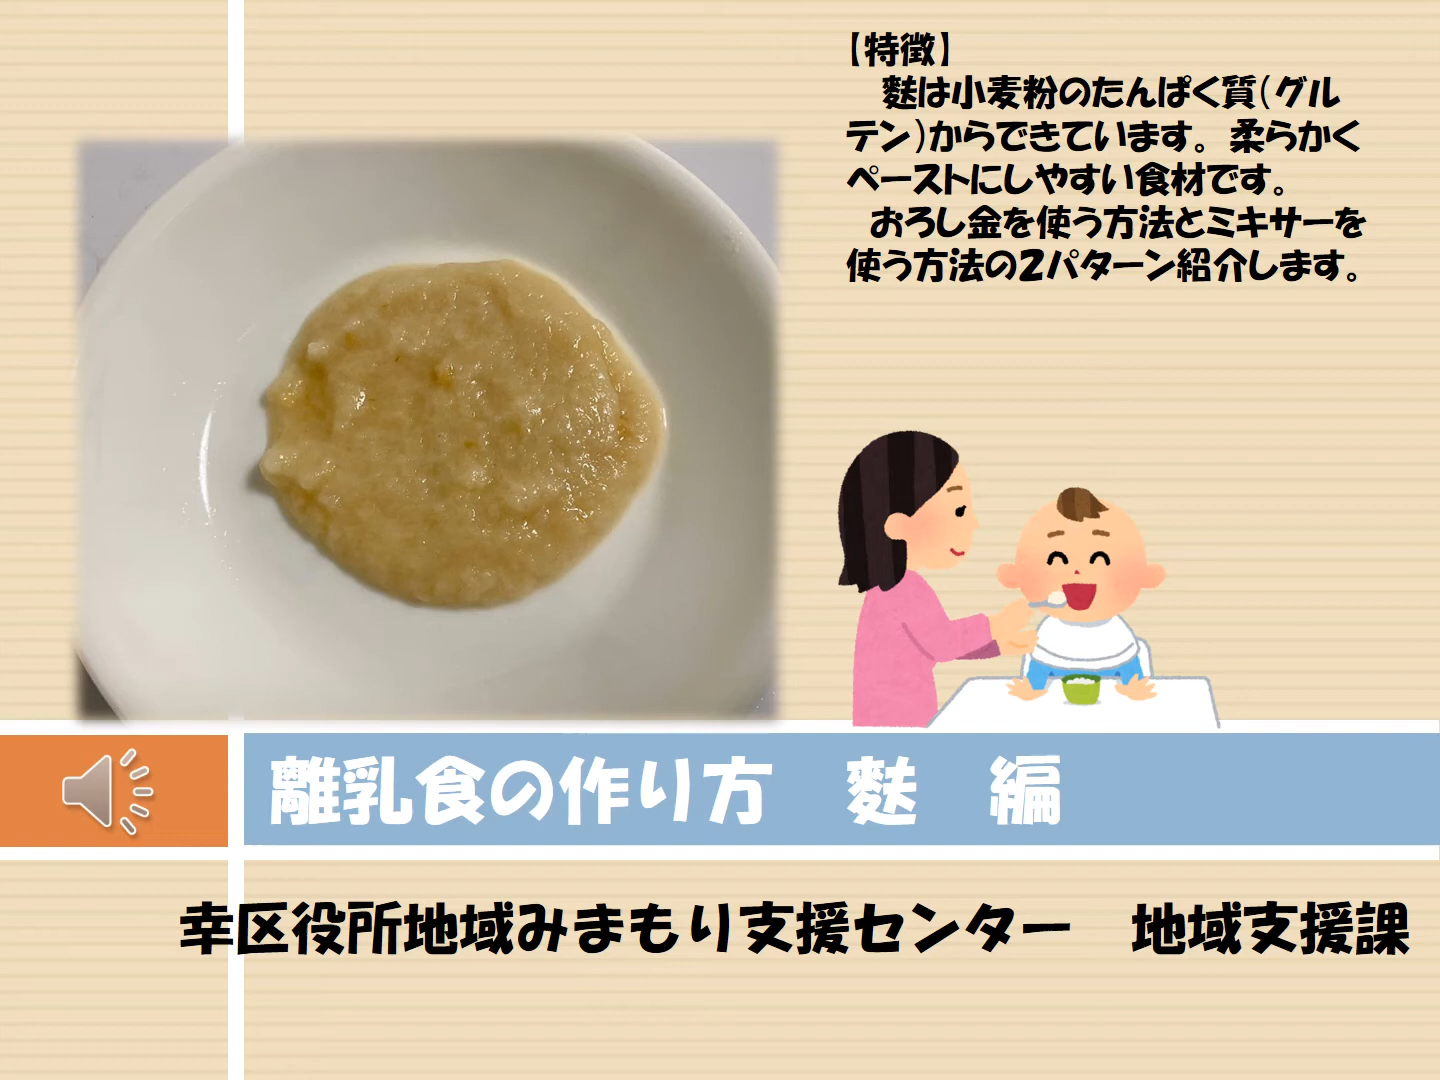 【特徴】
　麩は小麦粉のたんぱく質（グル
テン）からできています。柔らかく
ペーストにしやすい食材です。
　おろし金を使う方法とミキサーを
使う方法の２パターン紹介します。
離乳食の作り方　麩　編
幸区役所地域みまもり支援センター　地域支援課